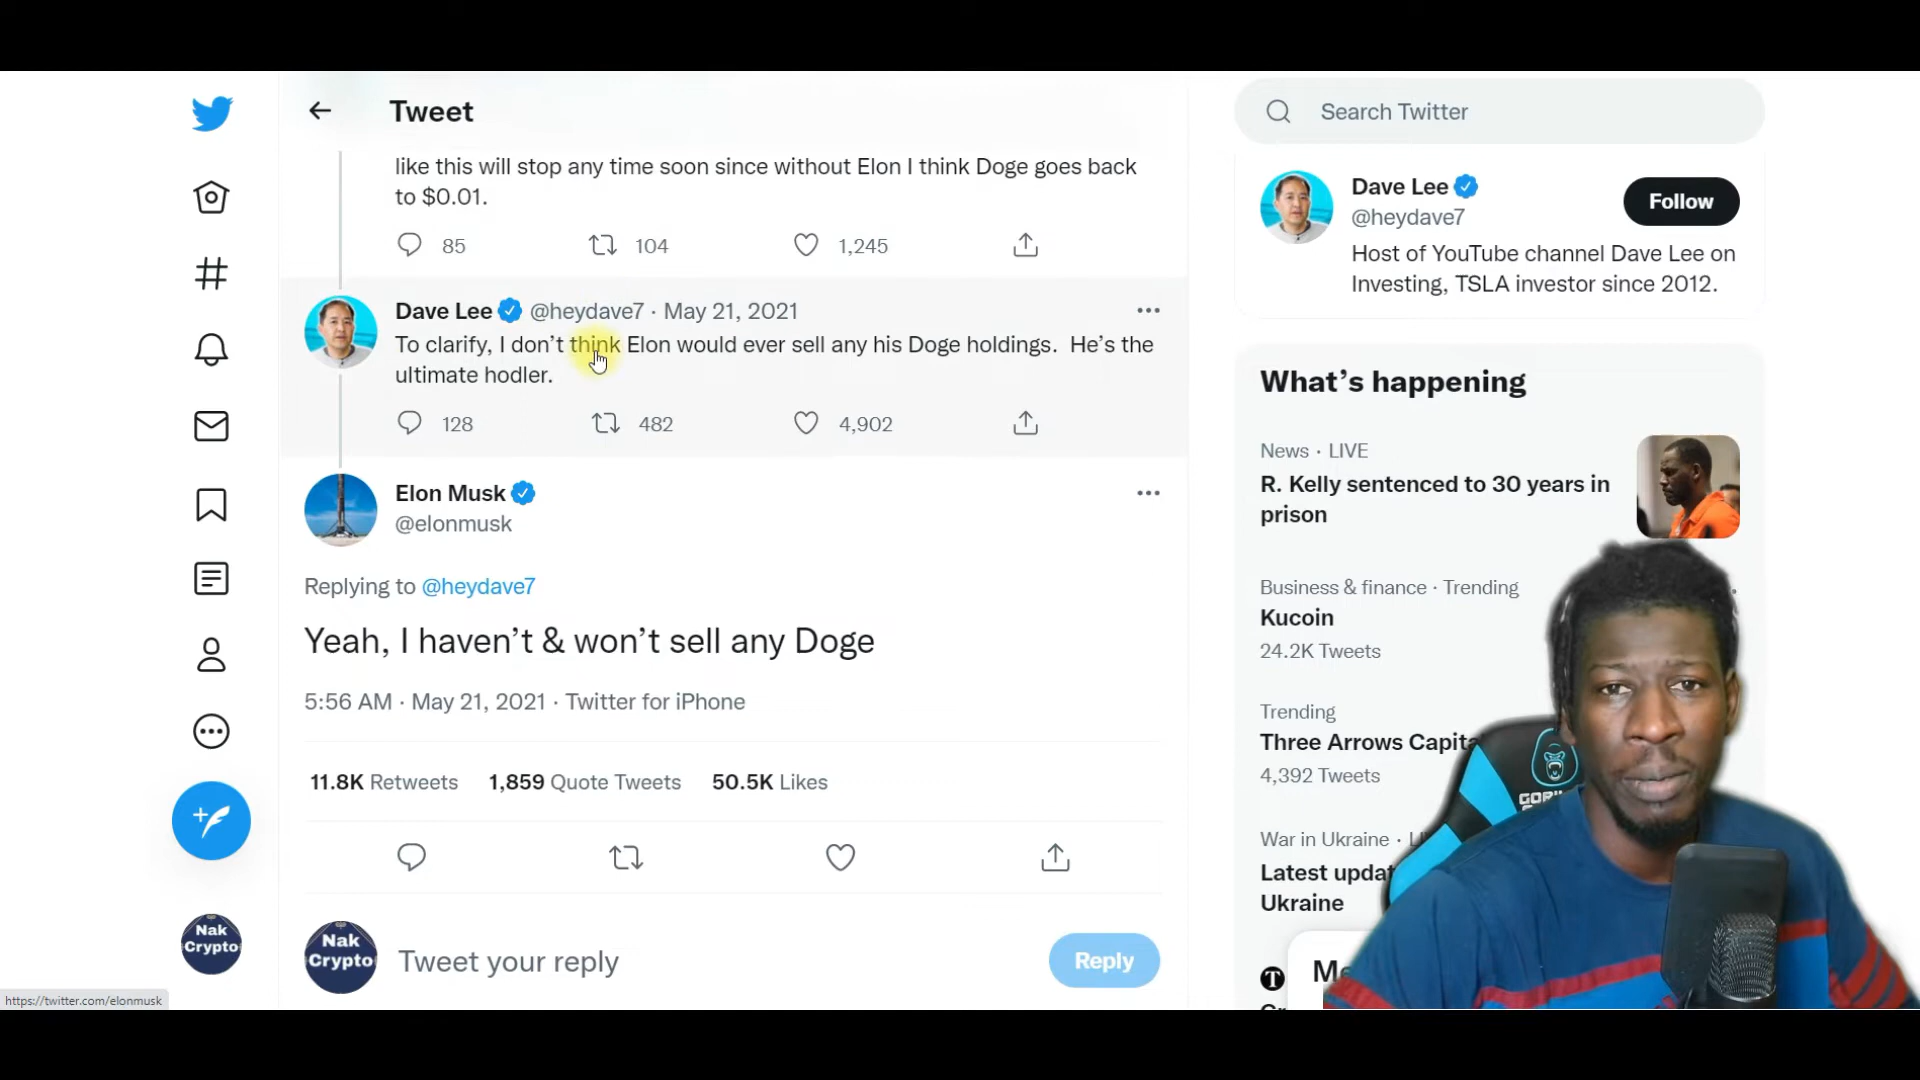 Tweet
Search Twitter
like this will stop any time soon since without Elon I think Doge goes back
to $0.01.
85 104 1,245
Dave Lee @heydave7 · May 21, 2021
To clarify, I don't think Elon would ever sell any his Doge holdings. He's the
ultimate hodler.
128 482 4,902
Elon Musk
@elonmusk
Replying to @heydave7
Yeah, I haven't & won't sell any Doge
5:56 AM · May 21, 2021 · Twitter for iPhone
11.8K Retweets 1,859 Quote Tweets 50.5K Likes
Nak
Crypto
Nak
Crypto
Tweet your reply
Reply
https://twitter.com/elonmusk
Dave Lee
@heydave7
Follow
Host of YouTube channel Dave Lee on
Investing, TSLA investor since 2012.
What's happening
News · LIVE
R. Kelly sentenced to 30 years in
prison
Business & finance · Trending
Kucoin
24.2K Tweets
Trending
Three Arrows Capita
4,392 Tweets
War in Ukraine ·
Latest updat
Ukraine